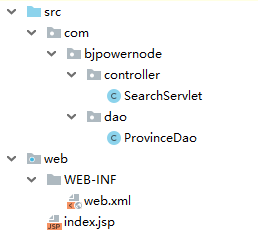 src
com
bjpowernode
controller
SearchServlet
dao
ProvinceDao
web
WEB-INF
web.xml
index.jsp